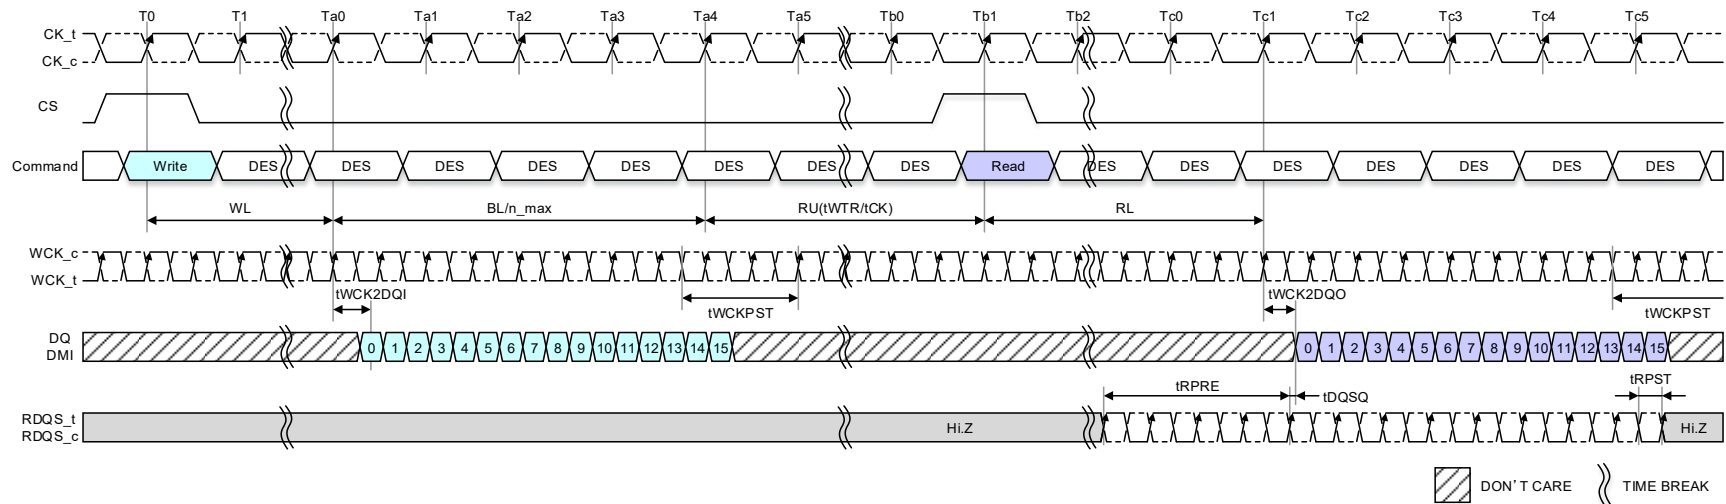 T0 T1 Ta0 Ta1 Ta2 Ta3 Ta4 Ta5 Tb0 Tb1 Tb2 Tc0 Tc1 Tc2 Tc3 Tc4 Tc5
CK_t
CK_c
CS
Command Write DES DES DES DES DES DES DES DES Read DES DES DES DES DES DES DES
WL BL/n_max RU(tWTR/tCK) RL
WCK_c
WCK_t
tWCK2DQI tWCK2DQO
tWCKPST tWCKPST
DQ
DMI
0 1 2 3 4 5 6 7 8 9 10 11 12 13 14 15 0 1 2 3 4 5 6 7 8 9 10 11 12 13 14 15
tRPRE tDQSQ tRPST
RDQS_t
RDQS_c
Hi.Z Hi.Z
DON'T CARE TIME BREAK